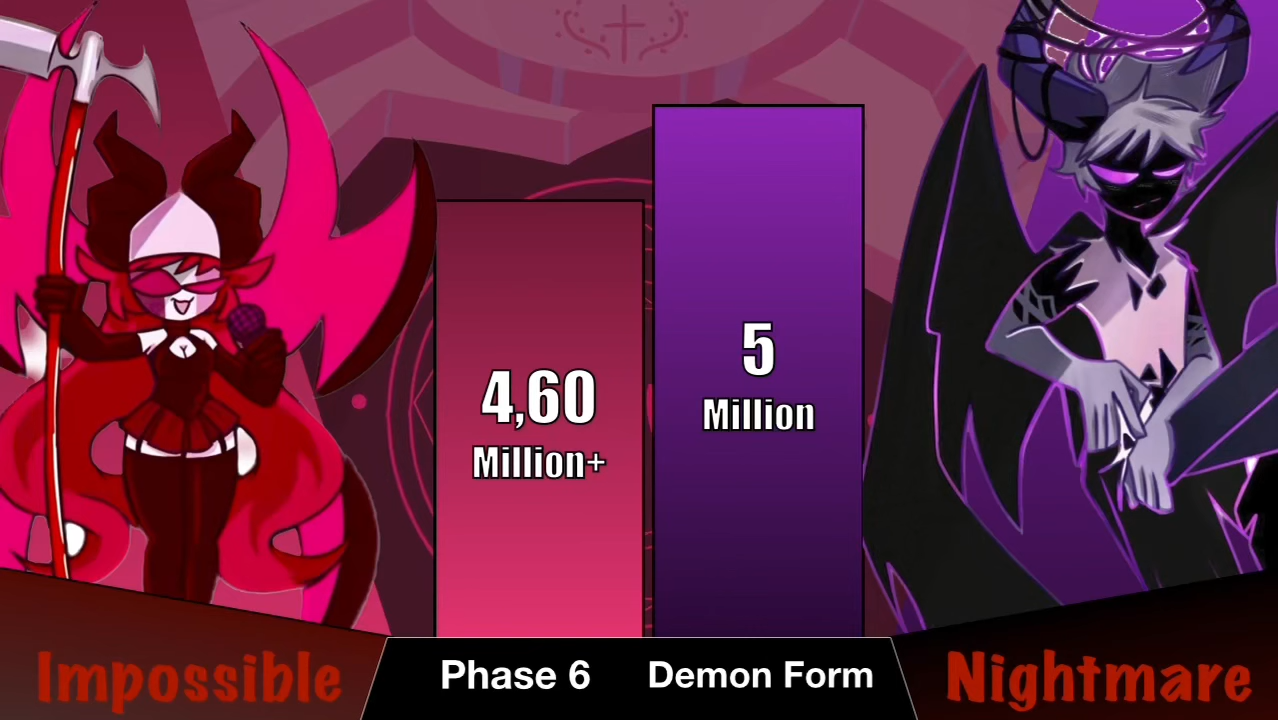 4,60
Million+
5
Million
Impossible
Phase 6
Demon Form
Nightmare